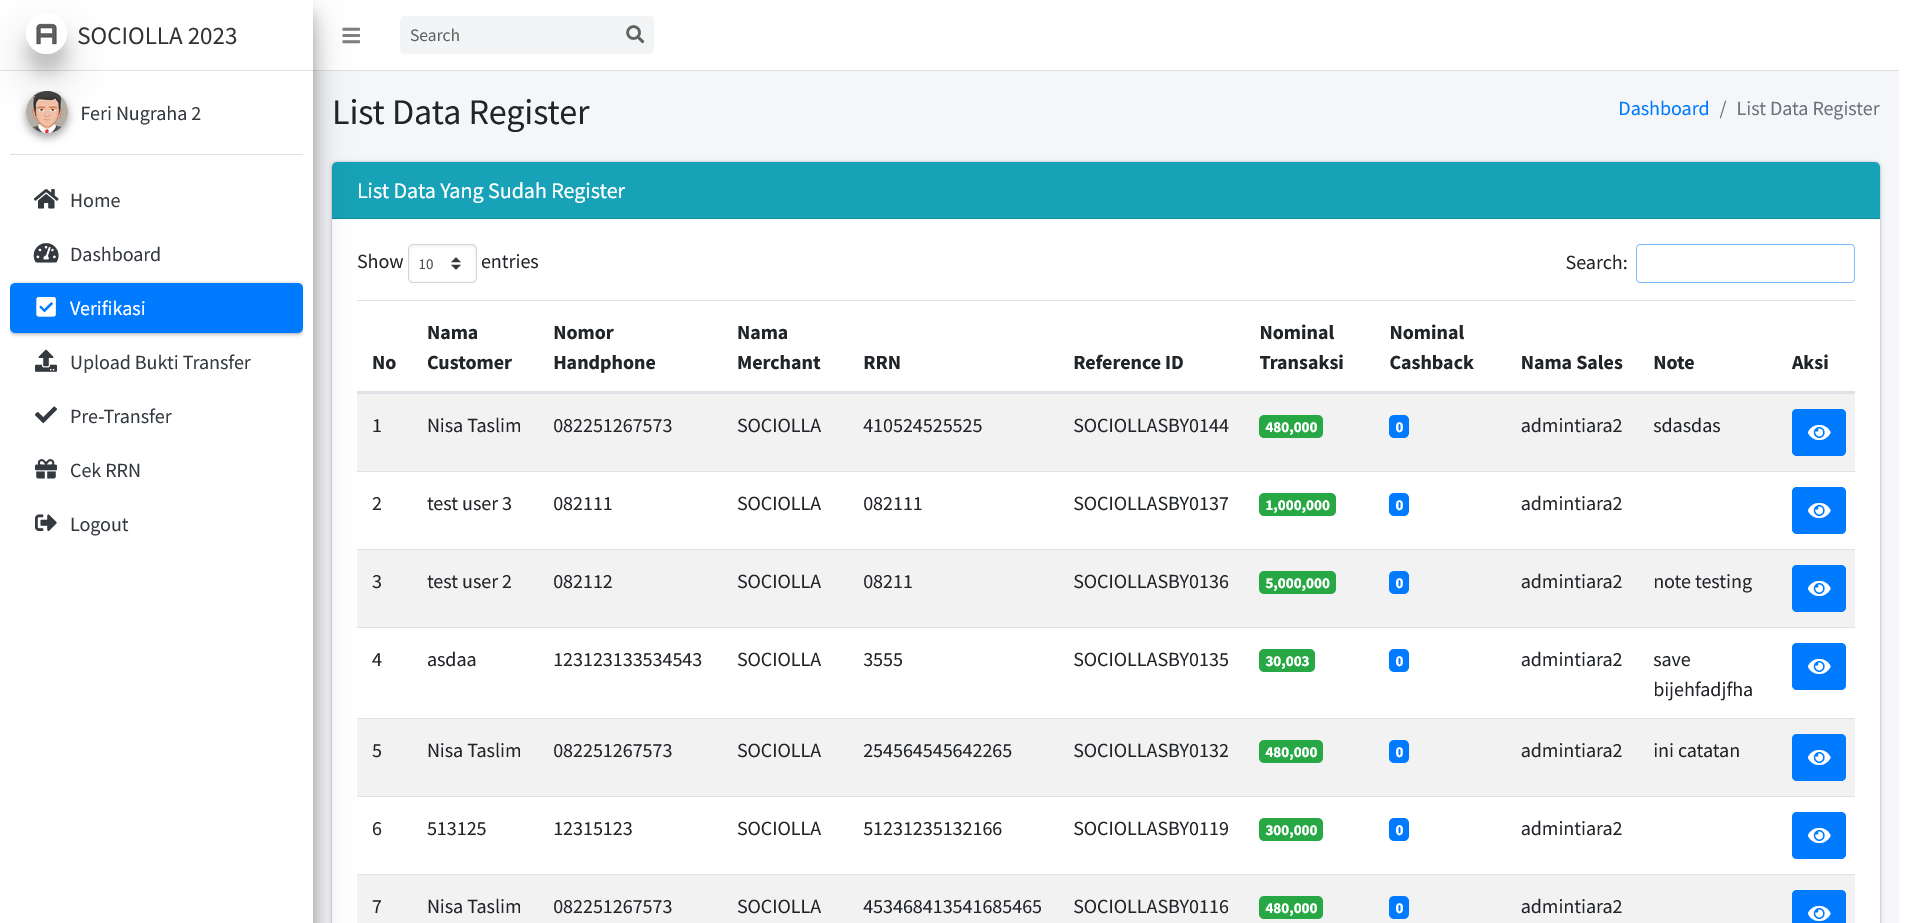 SOCIOLLA 2023
Search
Feri Nugraha 2
Home
Dashboard
Verifikasi
Upload Bukti Transfer
Pre-Transfer
Cek RRN
Logout
List Data Register
Dashboard / List Data Register
List Data Yang Sudah Register
Show 10 entries
Search:
No Nama Customer Nomor Handphone Nama Merchant RRN Reference ID Nominal Transaksi Nominal Cashback Nama Sales Note Aksi
1 Nisa Taslim 082251267573 SOCIOLLA 410524525525 SOCIOLLASBY0144 480,000 0 admintiara2 sdasdas
2 test user 3 082111 SOCIOLLA 082111 SOCIOLLASBY0137 1,000,000 0 admintiara2
3 test user 2 082112 SOCIOLLA 08211 SOCIOLLASBY0136 5,000,000 0 admintiara2 note testing
4 asdaa 123123133534543 SOCIOLLA 3555 SOCIOLLASBY0135 30,003 0 admintiara2 save bijehfadjfha
5 Nisa Taslim 082251267573 SOCIOLLA 254564545642265 SOCIOLLASBY0132 480,000 0 admintiara2 ini catatan
6 513125 12315123 SOCIOLLA 51231235132166 SOCIOLLASBY0119 300,000 0 admintiara2
7 Nisa Taslim 082251267573 SOCIOLLA 453468413541685465 SOCIOLLASBY0116 480,000 0 admintiara2